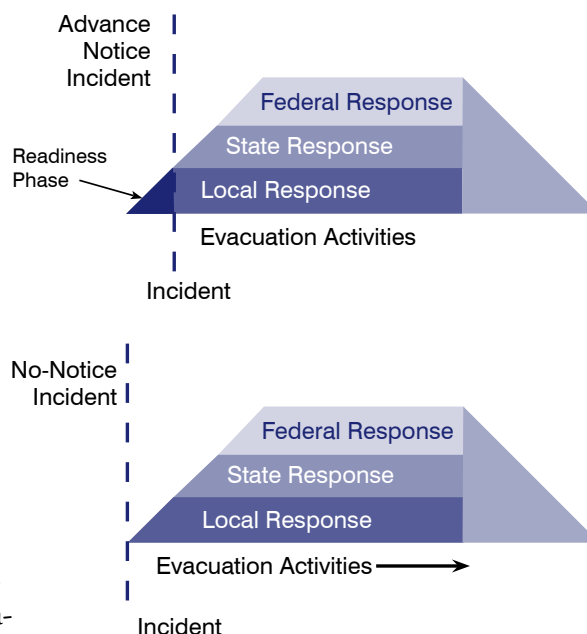 Advance
Notice
Incident
Federal Response
State Response
Readiness
Phase
Local Response
Evacuation Activities
Incident
No-Notice
Incident
Federal Response
State Response
Local Response
Evacuation Activities
Incident